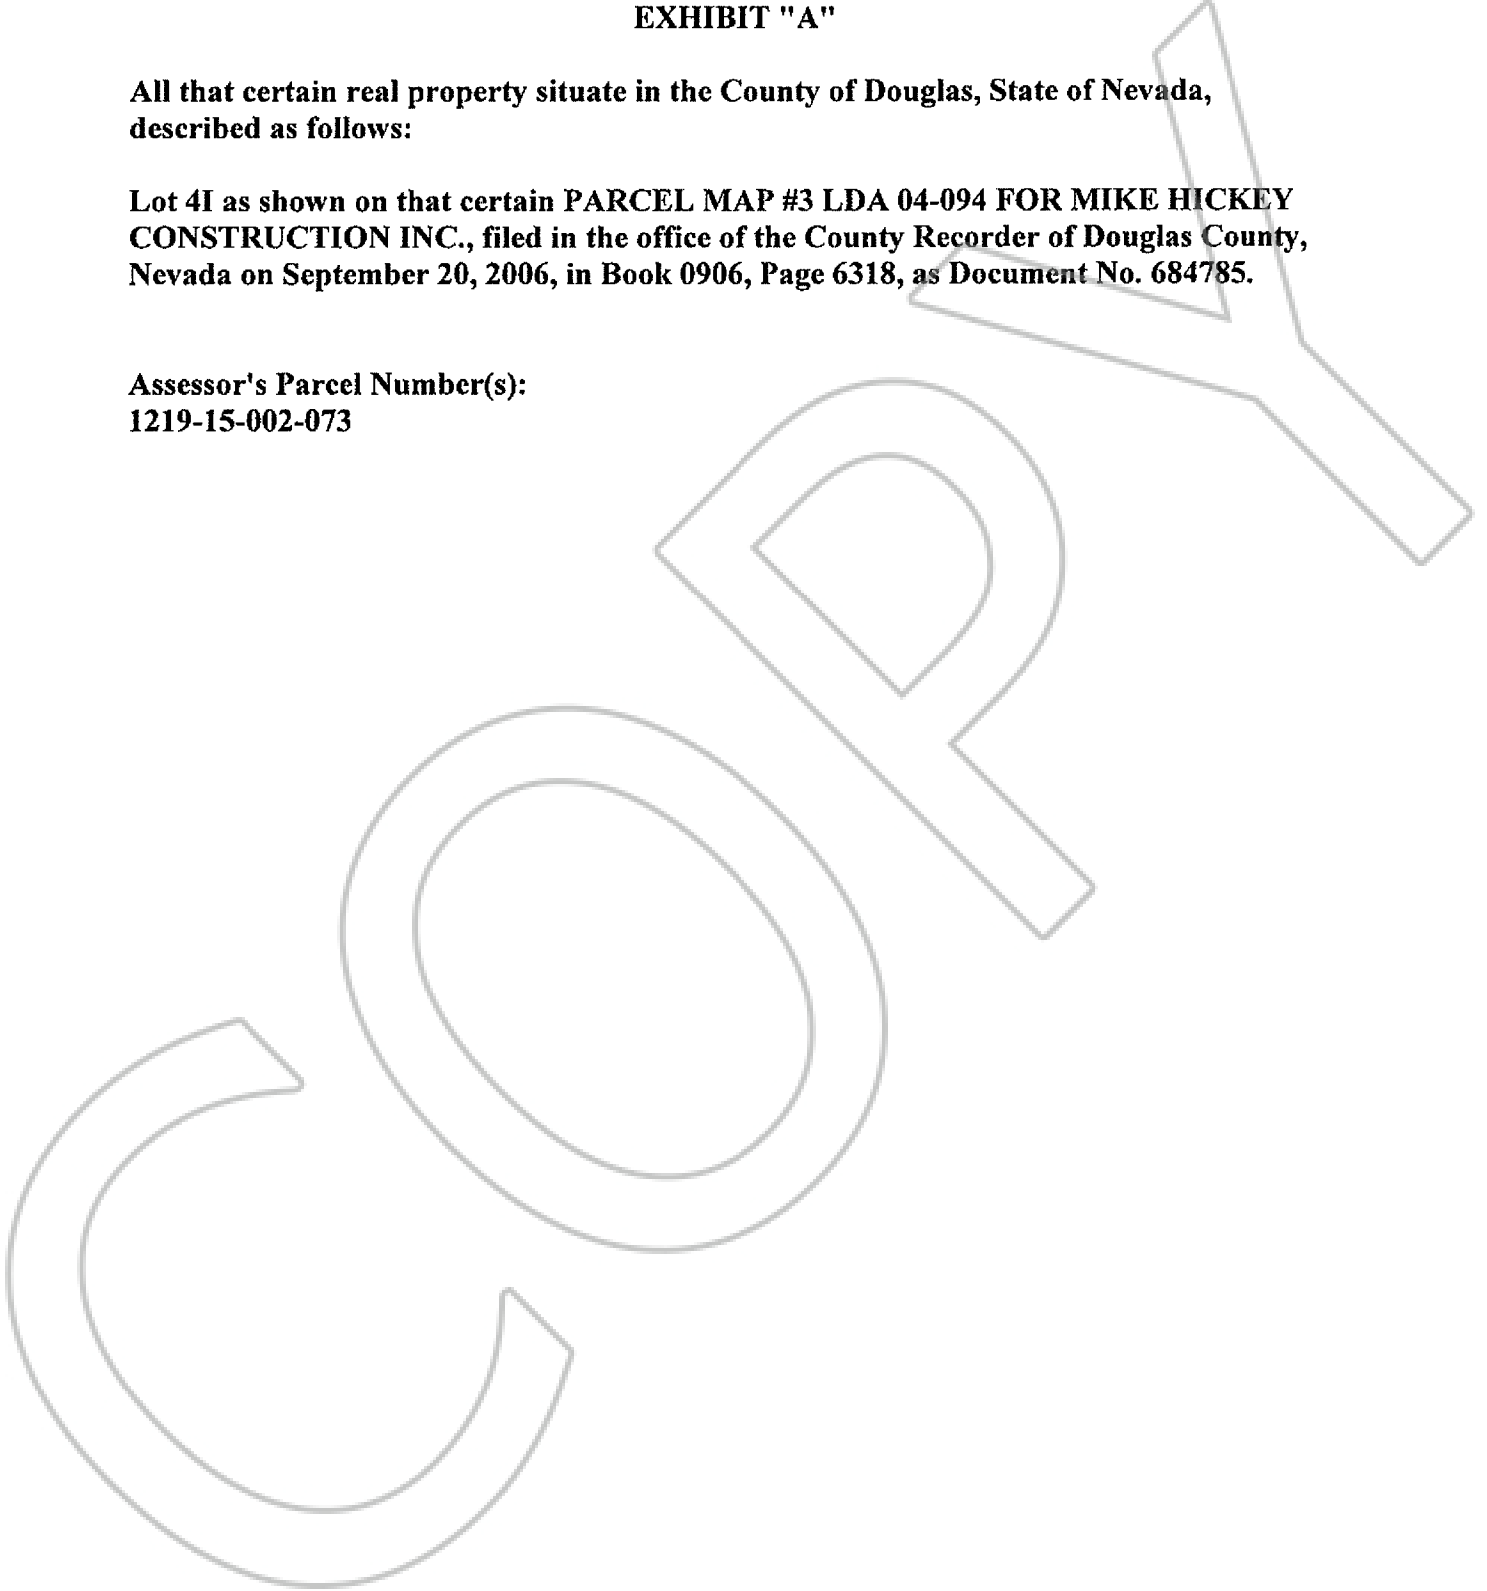 EXHIBIT "A"
All that certain real property situate in the County of Douglas, State of Nevada,
described as follows:
Lot 4I as shown on that certain PARCEL MAP #3 LDA 04-094 FOR MIKE HICKEY
CONSTRUCTION INC., filed in the office of the County Recorder of Douglas County,
Nevada on September 20, 2006, in Book 0906, Page 6318, as Document No. 684785.
Assessor's Parcel Number(s):
1219-15-002-073
COPY